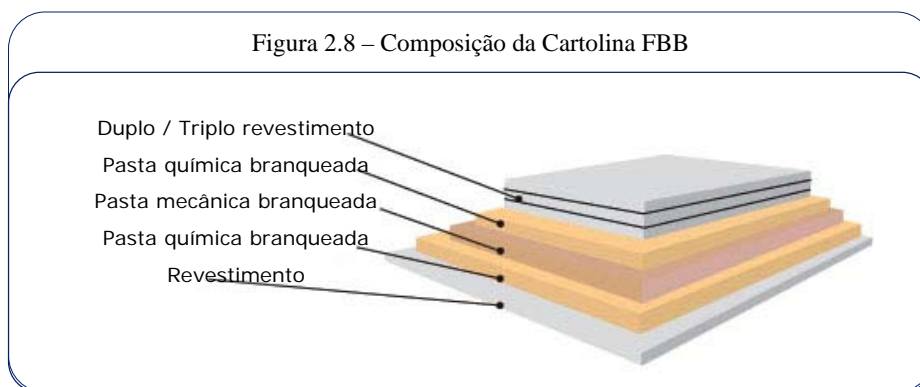 Figura 2.8 – Composição da Cartolina FBB
Duplo / Triplo revestimento
Pasta química branqueada
Pasta mecânica branqueada
Pasta química branqueada
Revestimento